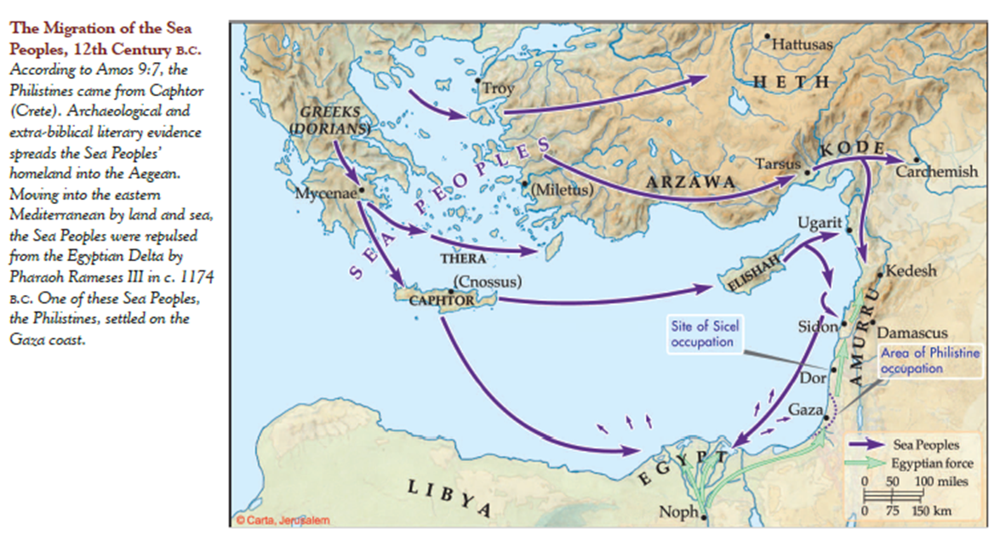 The Migration of the Sea
Peoples, 12th Century B.C.
According to Amos 9:7, the
Philistines came from Caphtor
(Crete). Archaeological and
extra-biblical literary evidence
spreads the Sea Peoples'
homeland into the Aegean.
Moving into the eastern
Mediterranean by land and sea,
the Sea Peoples were repulsed
from the Egyptian Delta by
Pharaoh Rameses III in c. 1174
B.C. One of these Sea Peoples,
the Philistines, settled on the
Gaza coast.
Hattusas
HETH
Troy
GREEKS
(DORIANS)
SEA PEOPLES
KODE
Tarsus
Carchemish
ARZAWA
Mycenae
(Miletus)
Ugarit
THERA
ELISHAH
Kedesh
(Cnossus)
CAPHTOR
AMURRU
Sidon
Damascus
Site of Sicel
occupation
Area of Philistine
occupation
Dor
Gaza
EGYPT
LIBYA
Noph
Sea Peoples
Egyptian force
0 50 100 miles
0 75 150 km
© Carta, Jerusalem